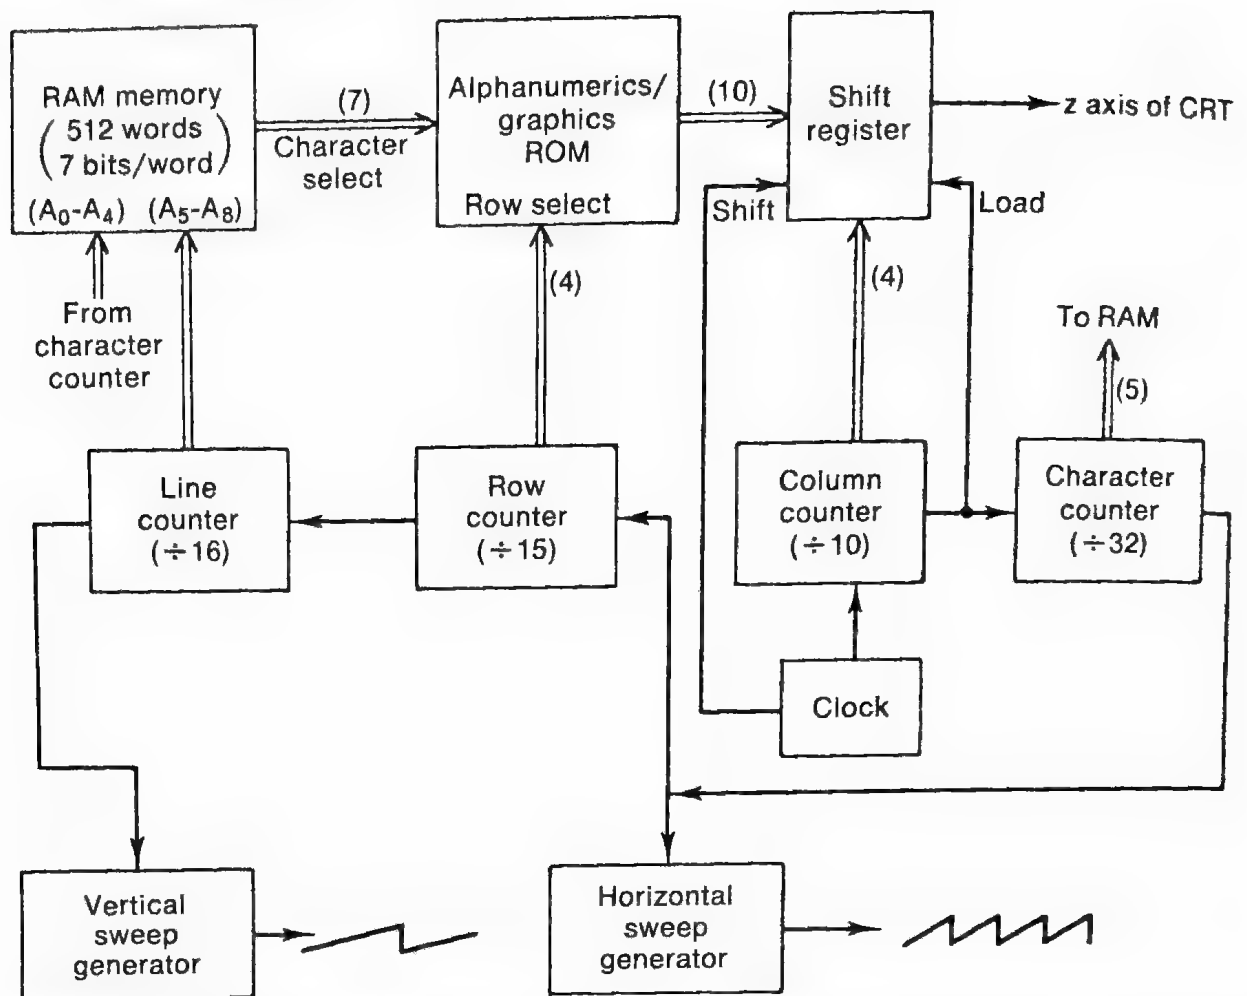 RAM memory
512 words
7 bits/word
(A₀-A₄) (A₅-A₈)
(7)
Character
select
Alphanumerics/
graphics
ROM
Row select
(10)
Shift
register
z axis of CRT
Shift
Load
From
character
counter
(4)
(4)
To RAM
(5)
Line
counter
(÷16)
Row
counter
(÷15)
Column
counter
(÷10)
Character
counter
(÷32)
Clock
Vertical
sweep
generator
Horizontal
sweep
generator